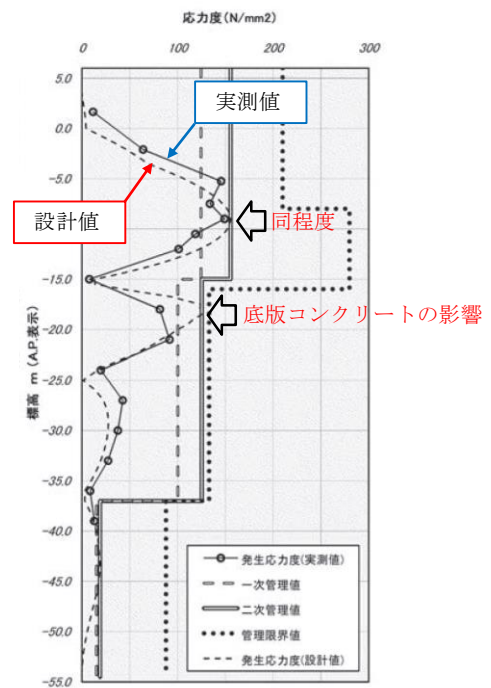 応力度(N/mm2)
0 100 200 300
5.0
0.0
-5.0
-10.0
-15.0
-20.0
-25.0
-30.0
-35.0
-40.0
-45.0
-50.0
-55.0
標高 m (A.P.表示)
実測値
設計値
同程度
底版コンクリートの影響
発生応力度(実測値)
一次管理値
二次管理値
管理限界値
発生応力度(設計値)